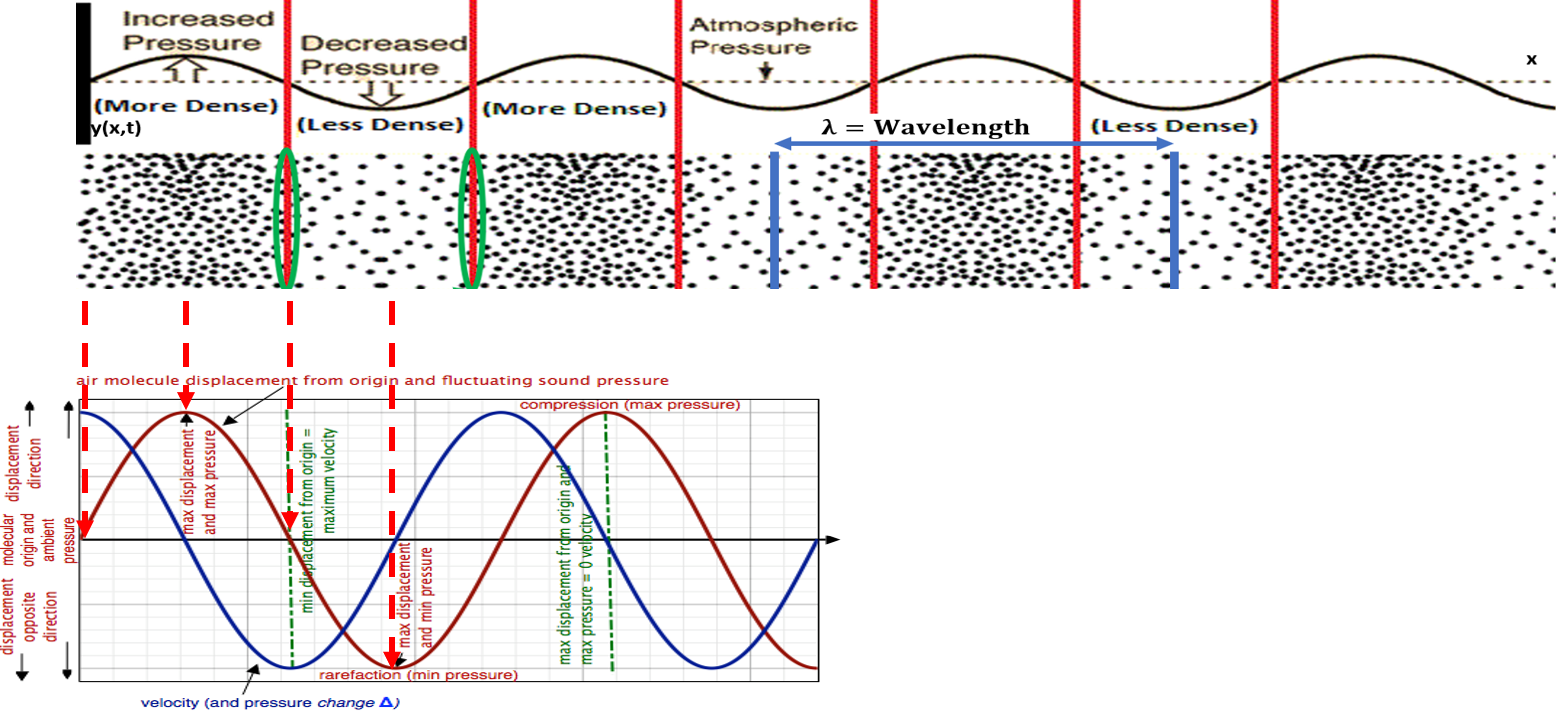 Increased
Pressure
(More Dense)
Decreased
Pressure
(Less Dense)
(More Dense)
Atmospheric
Pressure
x
y(x,t)
λ = Wavelength
(Less Dense)
air molecule displacement from origin and fluctuating sound pressure
compression (max pressure)
displacement
direction
molecular
origin and
ambient
pressure
displacement
opposite
direction
max displacement
and max pressure
min displacement from origin =
maximum velocity
max displacement
and min pressure
max displacement from origin and
max pressure = 0 velocity
rarefaction (min pressure)
velocity (and pressure change Δ)